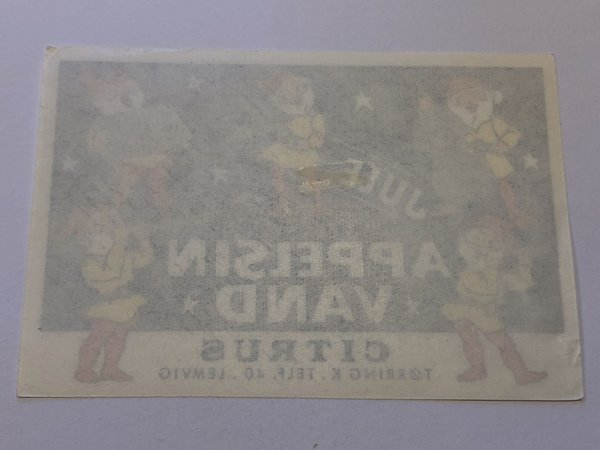 JULE
APPELSIN
VAND
CITRUS
TØRRING K. TELF. 40. LEMVIG